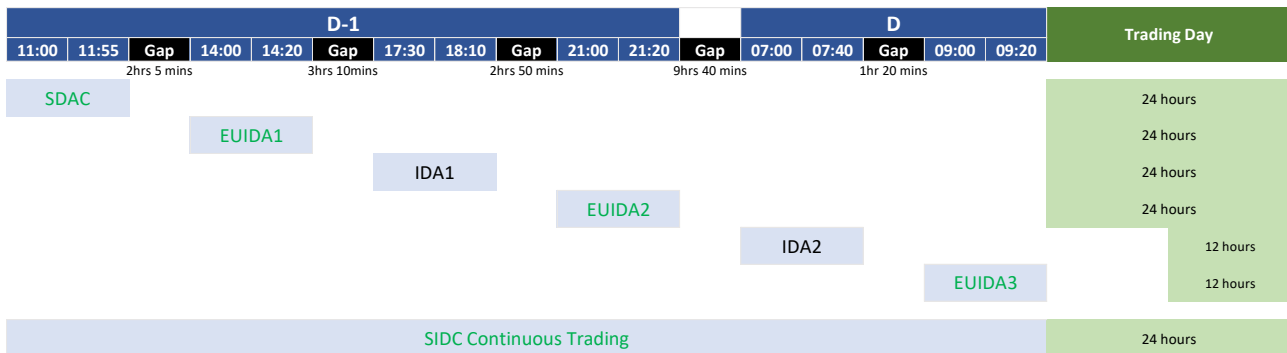 D-1 D Trading Day
11:00 11:55 Gap 14:00 14:20 Gap 17:30 18:10 Gap 21:00 21:20 Gap 07:00 07:40 Gap 09:00 09:20
2hrs 5 mins 3hrs 10mins 2hrs 50 mins 9hrs 40 mins 1hr 20 mins
SDAC 24 hours
EUIDA1 24 hours
IDA1 24 hours
EUIDA2 24 hours
IDA2 12 hours
EUIDA3 12 hours
SIDC Continuous Trading 24 hours